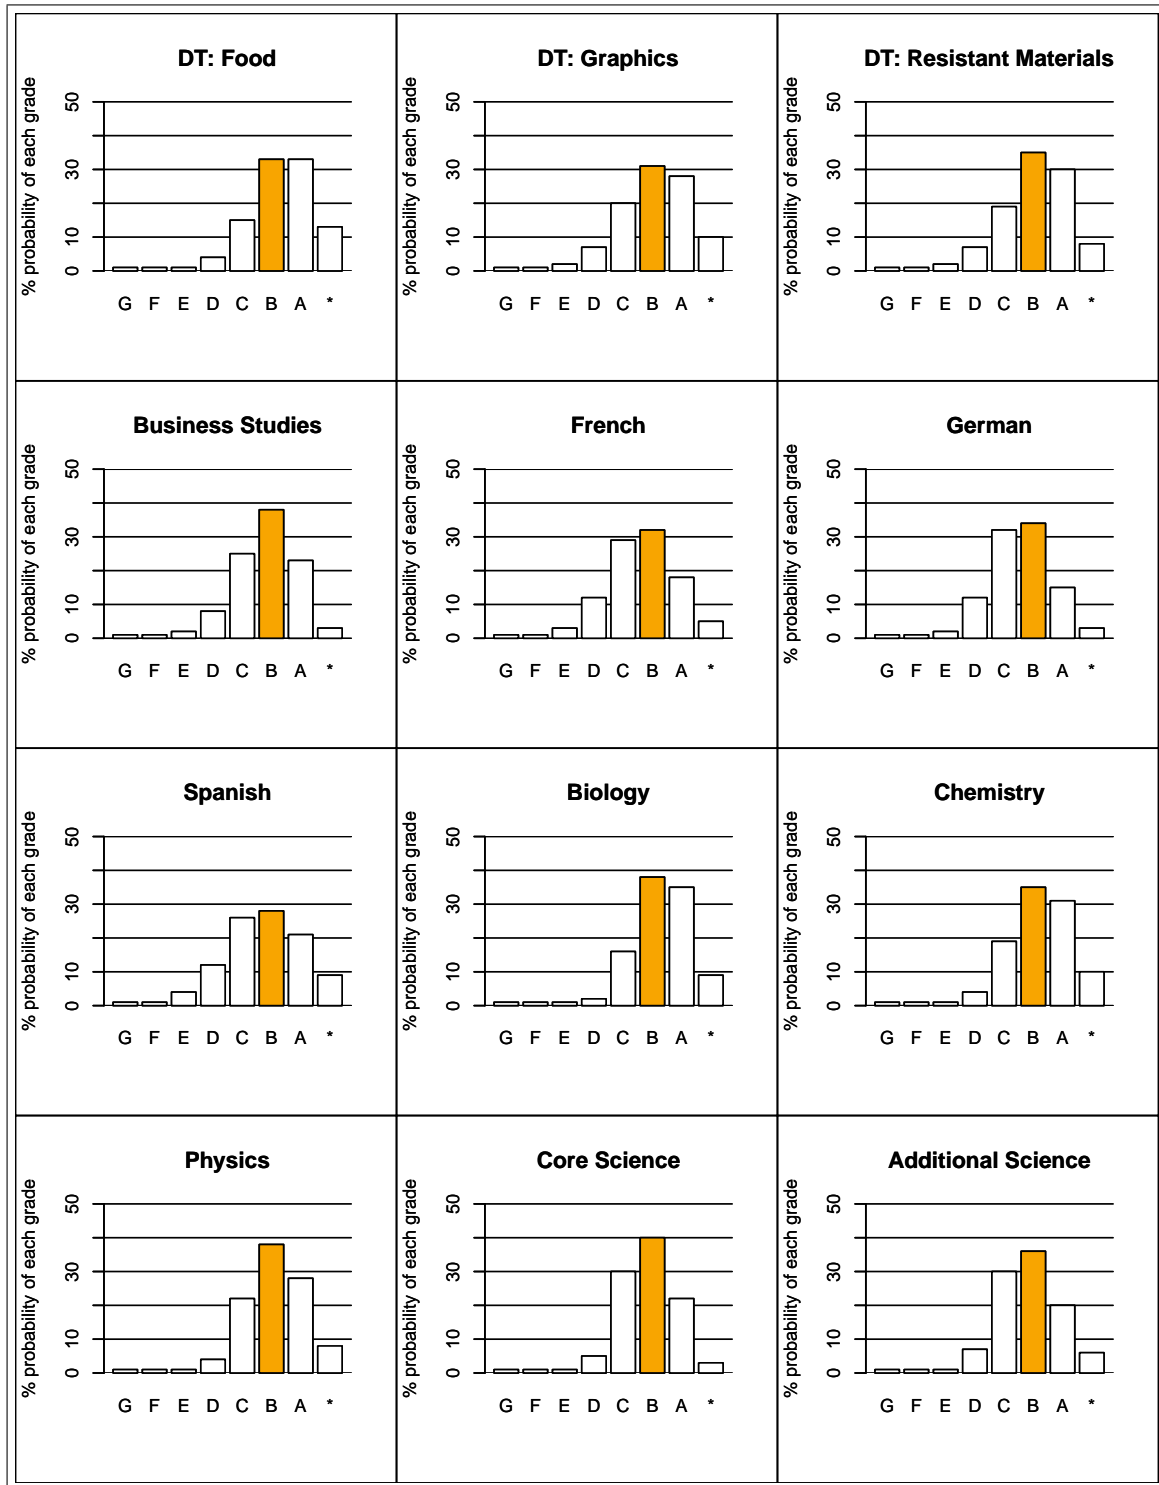 DT: Food
% probability of each grade
50
30
10
0
G F E D C B A *
DT: Graphics
% probability of each grade
50
30
10
0
G F E D C B A *
DT: Resistant Materials
% probability of each grade
50
30
10
0
G F E D C B A *
Business Studies
% probability of each grade
50
30
10
0
G F E D C B A *
French
% probability of each grade
50
30
10
0
G F E D C B A *
German
% probability of each grade
50
30
10
0
G F E D C B A *
Spanish
% probability of each grade
50
30
10
0
G F E D C B A *
Biology
% probability of each grade
50
30
10
0
G F E D C B A *
Chemistry
% probability of each grade
50
30
10
0
G F E D C B A *
Physics
% probability of each grade
50
30
10
0
G F E D C B A *
Core Science
% probability of each grade
50
30
10
0
G F E D C B A *
Additional Science
% probability of each grade
50
30
10
0
G F E D C B A *